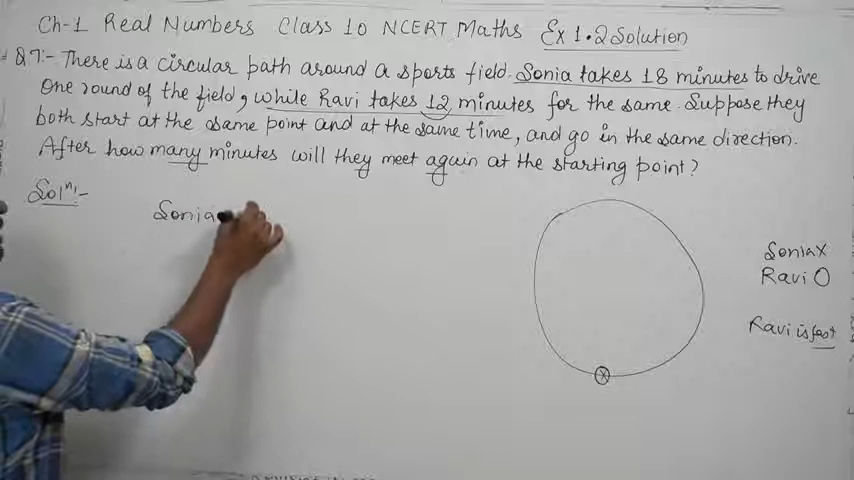 Ch-1 Real Numbers Class 10 NCERT Maths Ex 1.2 Solution
Q7:- There is a circular path around a sports field. Sonia takes 18 minutes to drive
One round of the field, while Ravi takes 12 minutes for the same. Suppose they
both start at the same point and at the same time, and go in the same direction.
After how many minutes will they meet again at the starting point?
Solⁿ:-
Sonia
Sonia X
Ravi O
Ravi is fast